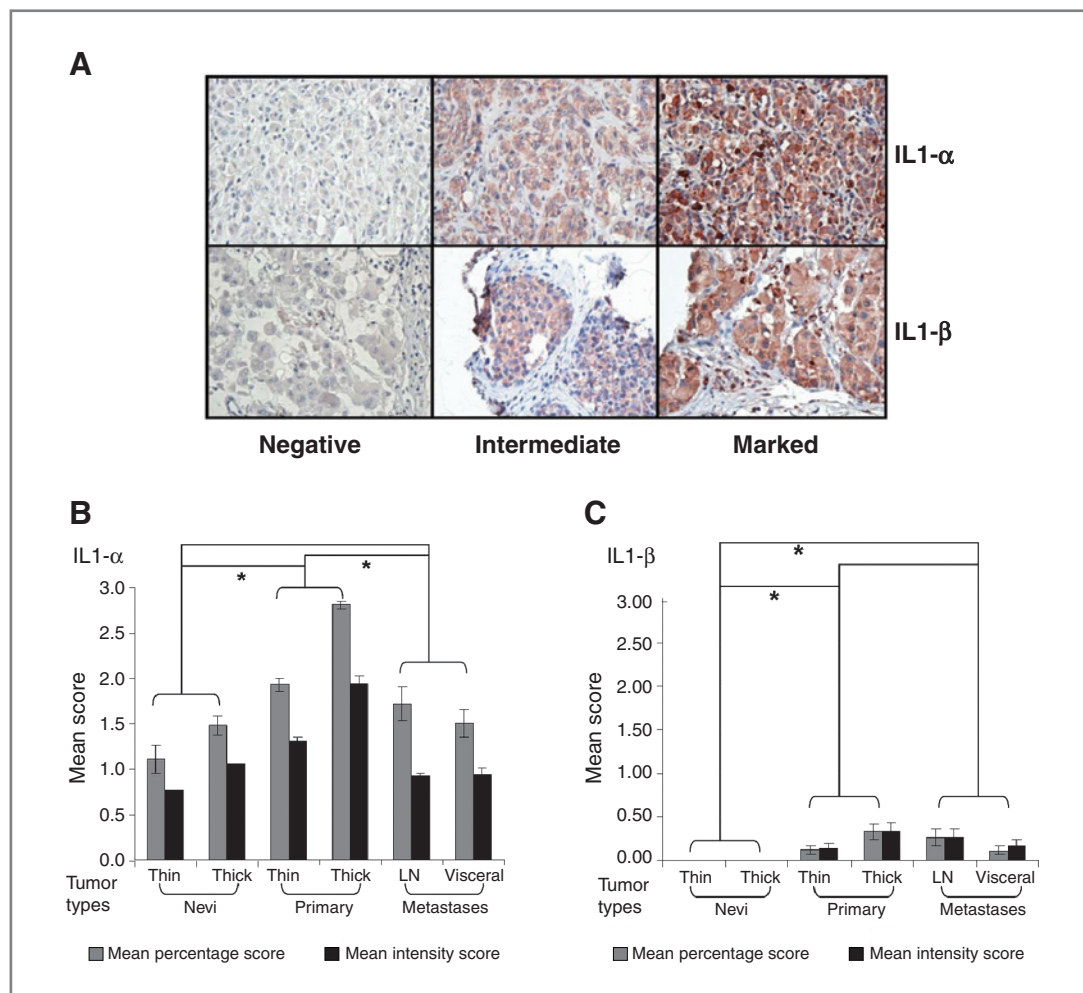 A
IL1-α
IL1-β
Negative Intermediate Marked
B
IL1-α
* *
3.0
2.5
2.0
1.5
1.0
0.5
0.0
Mean score
Thin Thick Thin Thick LN Visceral
Tumor types
Nevi Primary Metastases
Mean percentage score Mean intensity score
C
IL1-β
*
*
3.00
2.50
2.00
1.50
1.00
0.50
0.00
Mean score
Thin Thick Thin Thick LN Visceral
Tumor types
Nevi Primary Metastases
Mean percentage score Mean intensity score